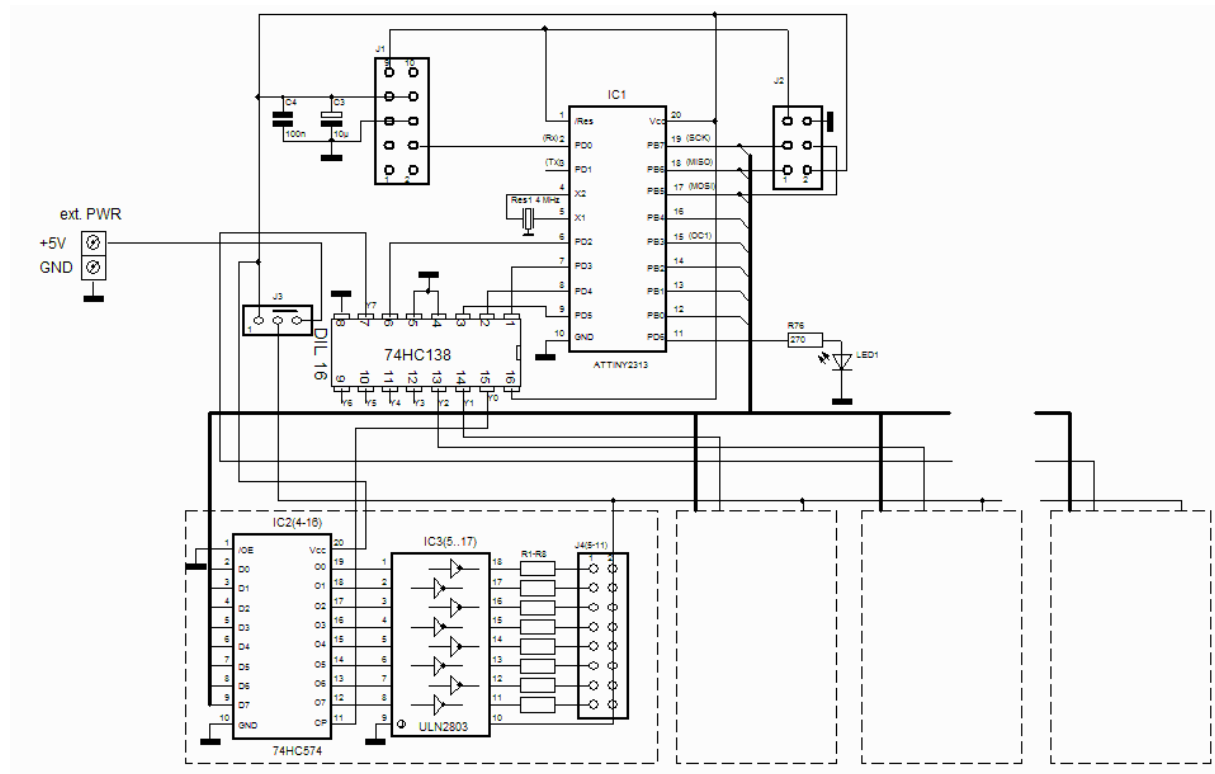 J1
9 10
1 2
C4
100n
C3
10µ
J2
1 2
IC1
1 /Res Vcc 20
(Rx) 2 PD0 PB7 19 (SCK)
(TX) 3 PD1 PB6 18 (MISO)
4 X2 PB5 17 (MOSI)
5 X1 PB4 16
6 PD2 PB3 15 (OC1)
7 PD3 PB2 14
8 PD4 PB1 13
9 PD5 PB0 12
10 GND PD6 11
ATTINY2313
Res1 4 MHz
ext. PWR
+5V
GND
J3
1
Y7
8 7 6 5 4 3 2 1
DIL 16
74HC138
9 10 11 12 13 14 15 16
Y6 Y5 Y4 Y3 Y2 Y1 Y0
R76
270
LED1
IC2(4-16)
1 /OE Vcc 20
2 D0 O0 19
3 D1 O1 18
4 D2 O2 17
5 D3 O3 16
6 D4 O4 15
7 D5 O5 14
8 D6 O6 13
9 D7 O7 12
10 GND CP 11
74HC574
IC3(5..17)
1 18
2 17
3 16
4 15
5 14
6 13
7 12
8 11
9 10
ULN2803
R1-R8
J4(5-11)
1 2